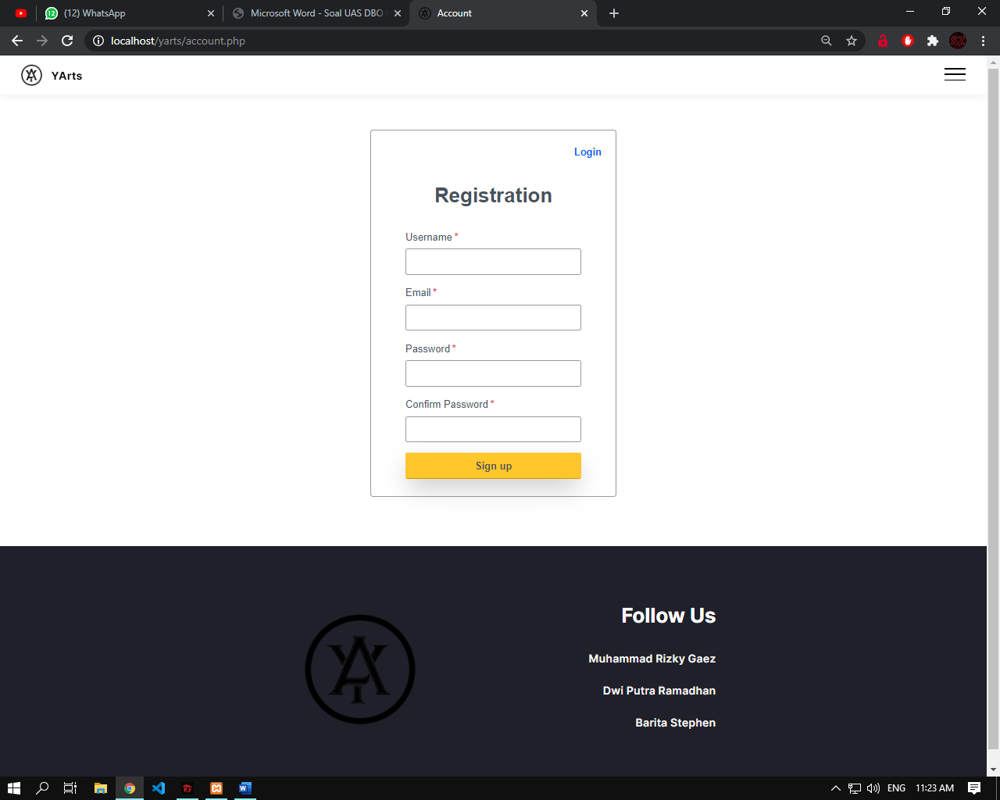 (12) WhatsApp
Microsoft Word - Soal UAS DBO
Account
localhost/yarts/account.php
YArts
Login
Registration
Username *
Email *
Password *
Confirm Password *
Sign up
Follow Us
Muhammad Rizky Gaez
Dwi Putra Ramadhan
Barita Stephen
ENG
11:23 AM